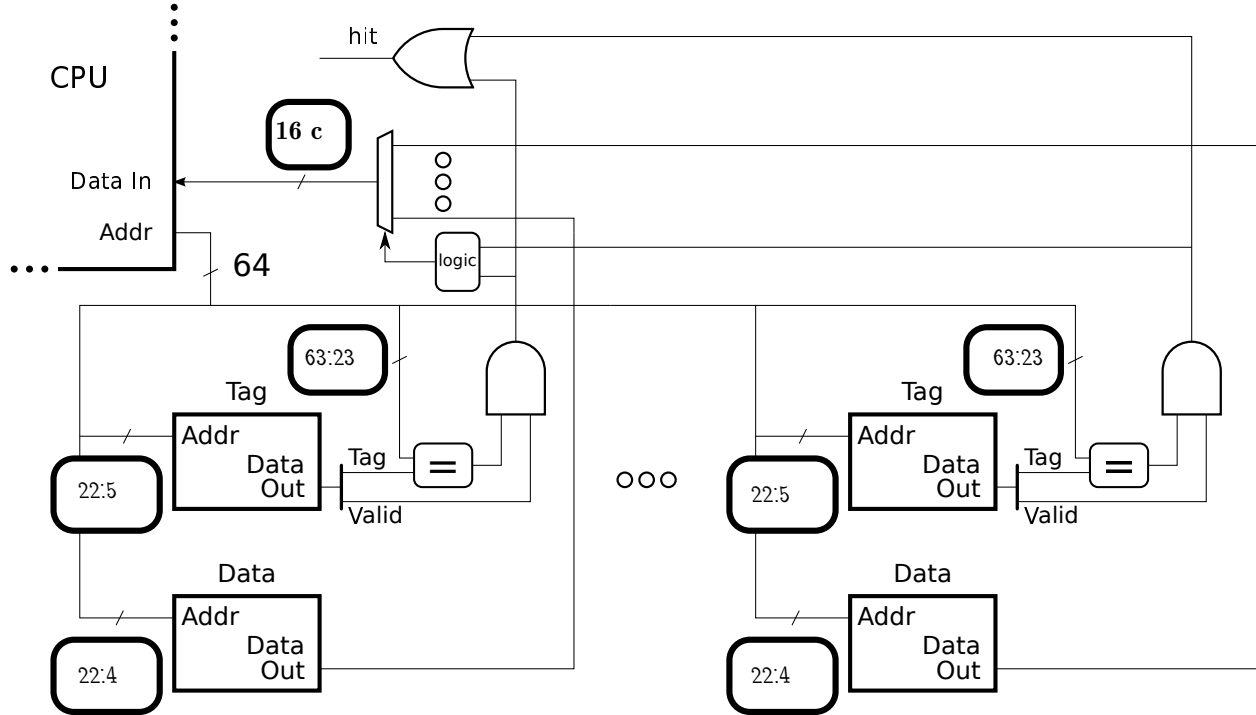 hit
CPU
16 c
Data In
Addr
64
logic
63:23
63:23
Tag
Tag
Addr
Data
Out
Tag
=
Valid
22:5
Addr
Data
Out
Tag
=
Valid
22:5
Data
Data
Addr
Data
Out
22:4
Addr
Data
Out
22:4